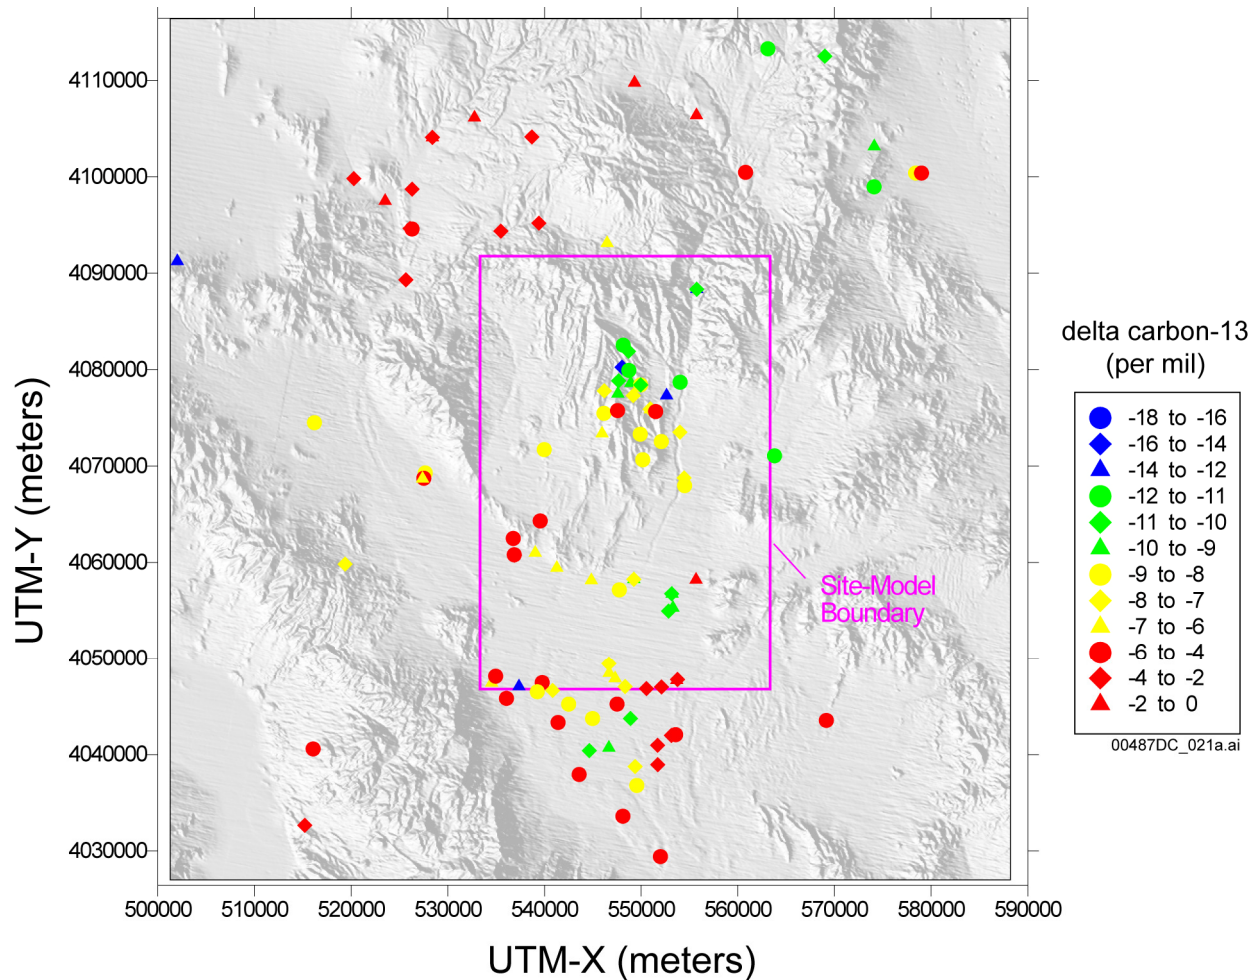 4110000
4100000
4090000
4080000
4070000
4060000
4050000
4040000
4030000
UTM-Y (meters)
500000 510000 520000 530000 540000 550000 560000 570000 580000 590000
UTM-X (meters)
Site-Model
Boundary
delta carbon-13
(per mil)
-18 to -16
-16 to -14
-14 to -12
-12 to -11
-11 to -10
-10 to -9
-9 to -8
-8 to -7
-7 to -6
-6 to -4
-4 to -2
-2 to 0
00487DC_021a.ai